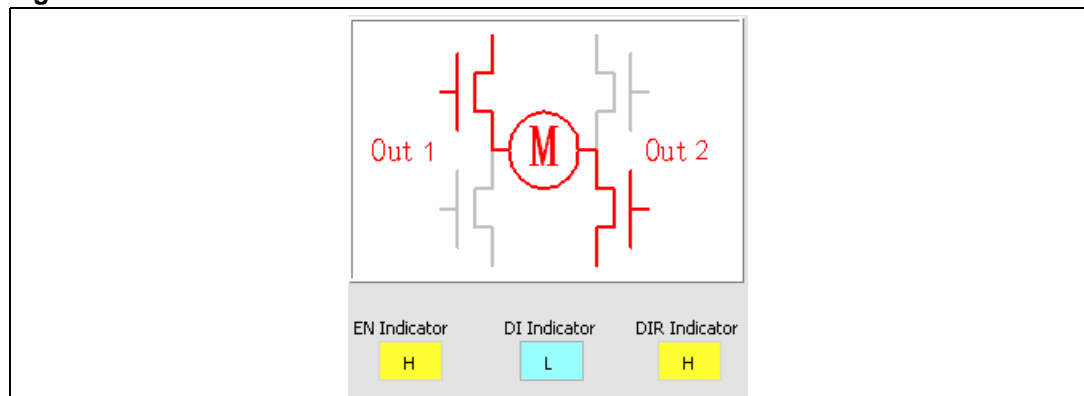 Out 1 M Out 2
EN Indicator DI Indicator DIR Indicator
H L H